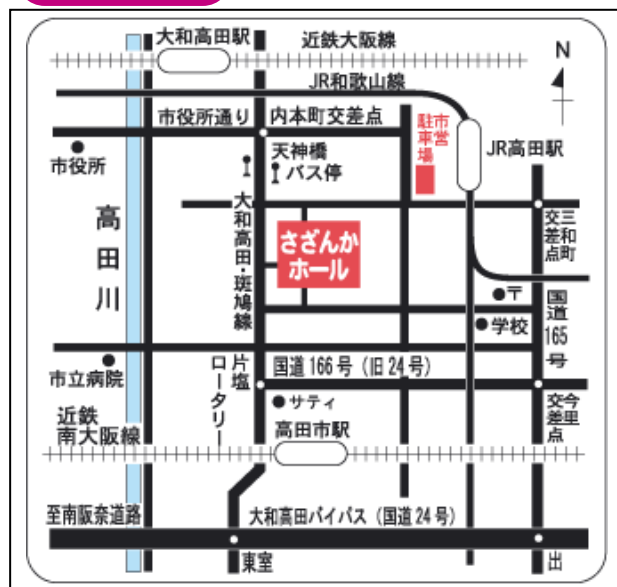 大和高田駅
近鉄大阪線
N
JR和歌山線
市役所通り
内本町交差点
市営
駐車場
JR高田駅
市役所
天神橋
バス停
高田川
大和高田・斑鳩線
さざんか
ホール
三和町
交差点
〒
学校
国道165号
市立病院
片塩
ロータリー
国道166号(旧24号)
サティ
今里
交差点
近鉄
南大阪線
高田市駅
至南阪奈道路
大和高田バイパス(国道24号)
東室
出